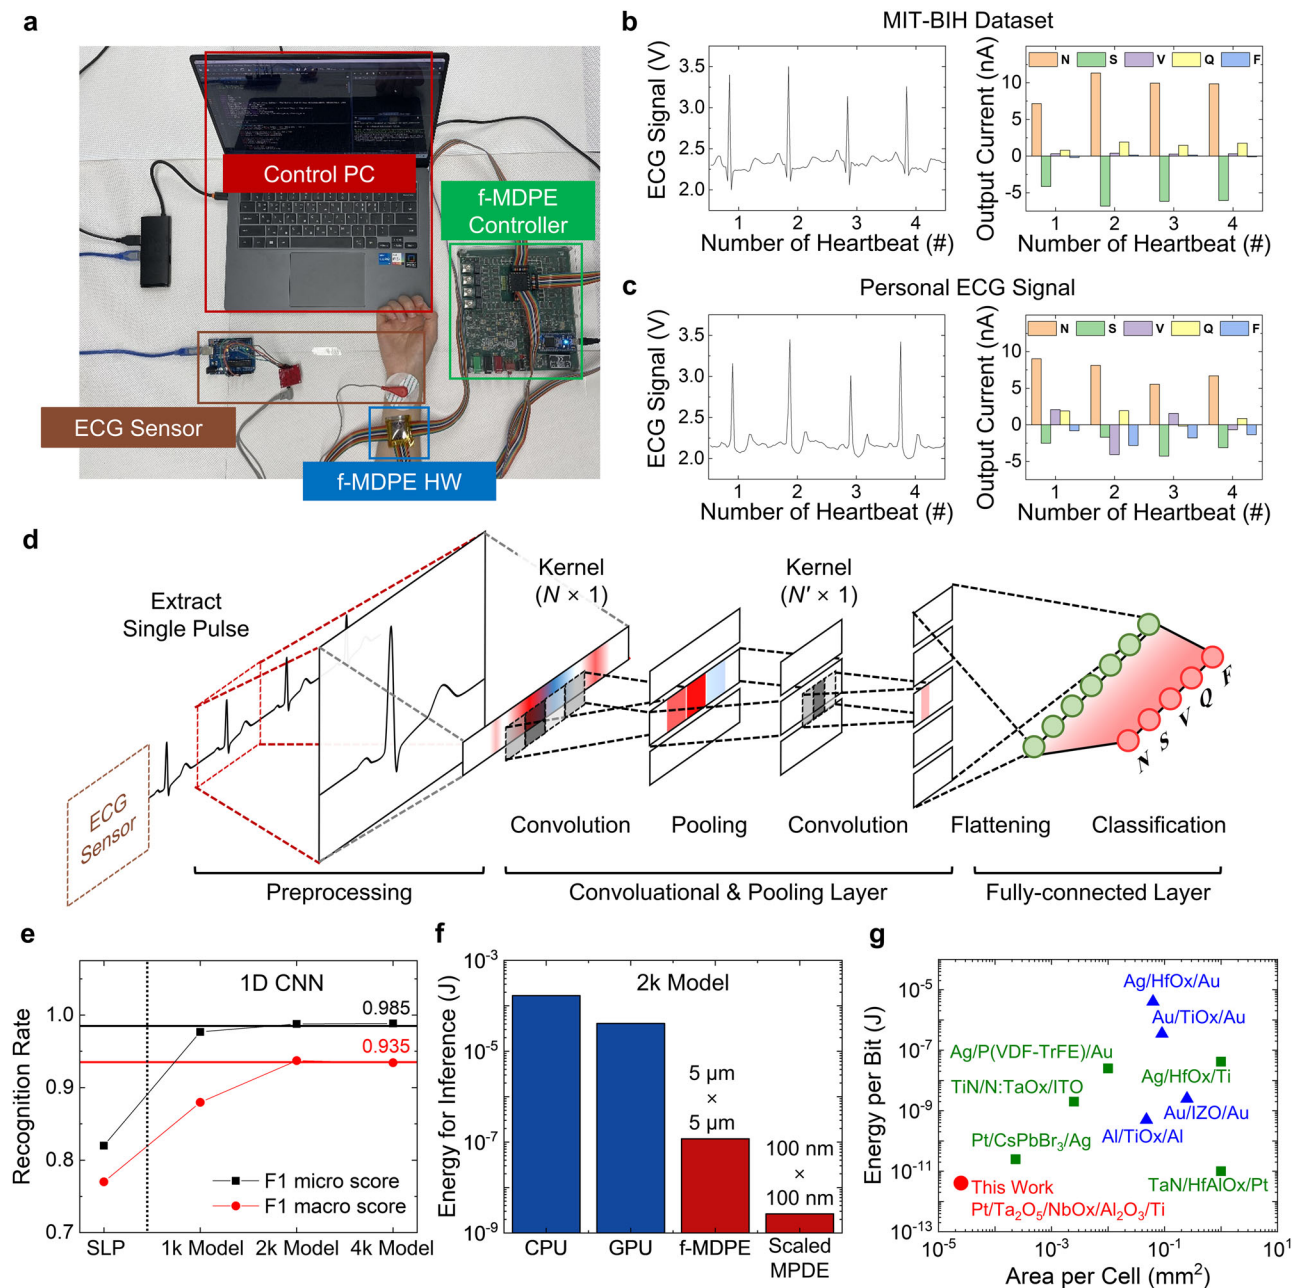 a
Control PC
f-MDPE
Controller
ECG Sensor
f-MDPE HW
b
MIT-BIH Dataset
ECG Signal (V)
3.5
3.0
2.5
2.0
1
2
3
4
Number of Heartbeat (#)
Output Current (nA)
N
S
V
Q
F
10
5
0
-5
1
2
3
4
Number of Heartbeat (#)
c
Personal ECG Signal
ECG Signal (V)
3.5
3.0
2.5
2.0
1
2
3
4
Number of Heartbeat (#)
Output Current (nA)
N
S
V
Q
F
10
5
0
-5
1
2
3
4
Number of Heartbeat (#)
d
Extract
Single Pulse
Kernel
(N × 1)
Kernel
(N′ × 1)
ECG
Sensor
N
S
V
Q
F
Convolution
Pooling
Convolution
Flattening
Classification
Preprocessing
Convoluational & Pooling Layer
Fully-connected Layer
e
1D CNN
Recognition Rate
1.0
0.9
0.8
0.7
0.985
0.935
F1 micro score
F1 macro score
SLP
1k Model
2k Model
4k Model
f
2k Model
Energy for Inference (J)
10⁻³
10⁻⁵
10⁻⁷
10⁻⁹
5 µm
×
5 µm
100 nm
×
100 nm
CPU
GPU
f-MDPE
Scaled
MPDE
g
Energy per Bit (J)
10⁻⁵
10⁻⁷
10⁻⁹
10⁻¹¹
10⁻¹³
Ag/HfOx/Au
Au/TiOx/Au
Ag/P(VDF-TrFE)/Au
Ag/HfOx/Ti
TiN/N:TaOx/ITO
Au/IZO/Au
Al/TiOx/Al
Pt/CsPbBr₃/Ag
TaN/HfAlOx/Pt
This Work
Pt/Ta₂O₅/NbOx/Al₂O₃/Ti
10⁻⁵
10⁻³
10⁻¹
10¹
Area per Cell (mm²)